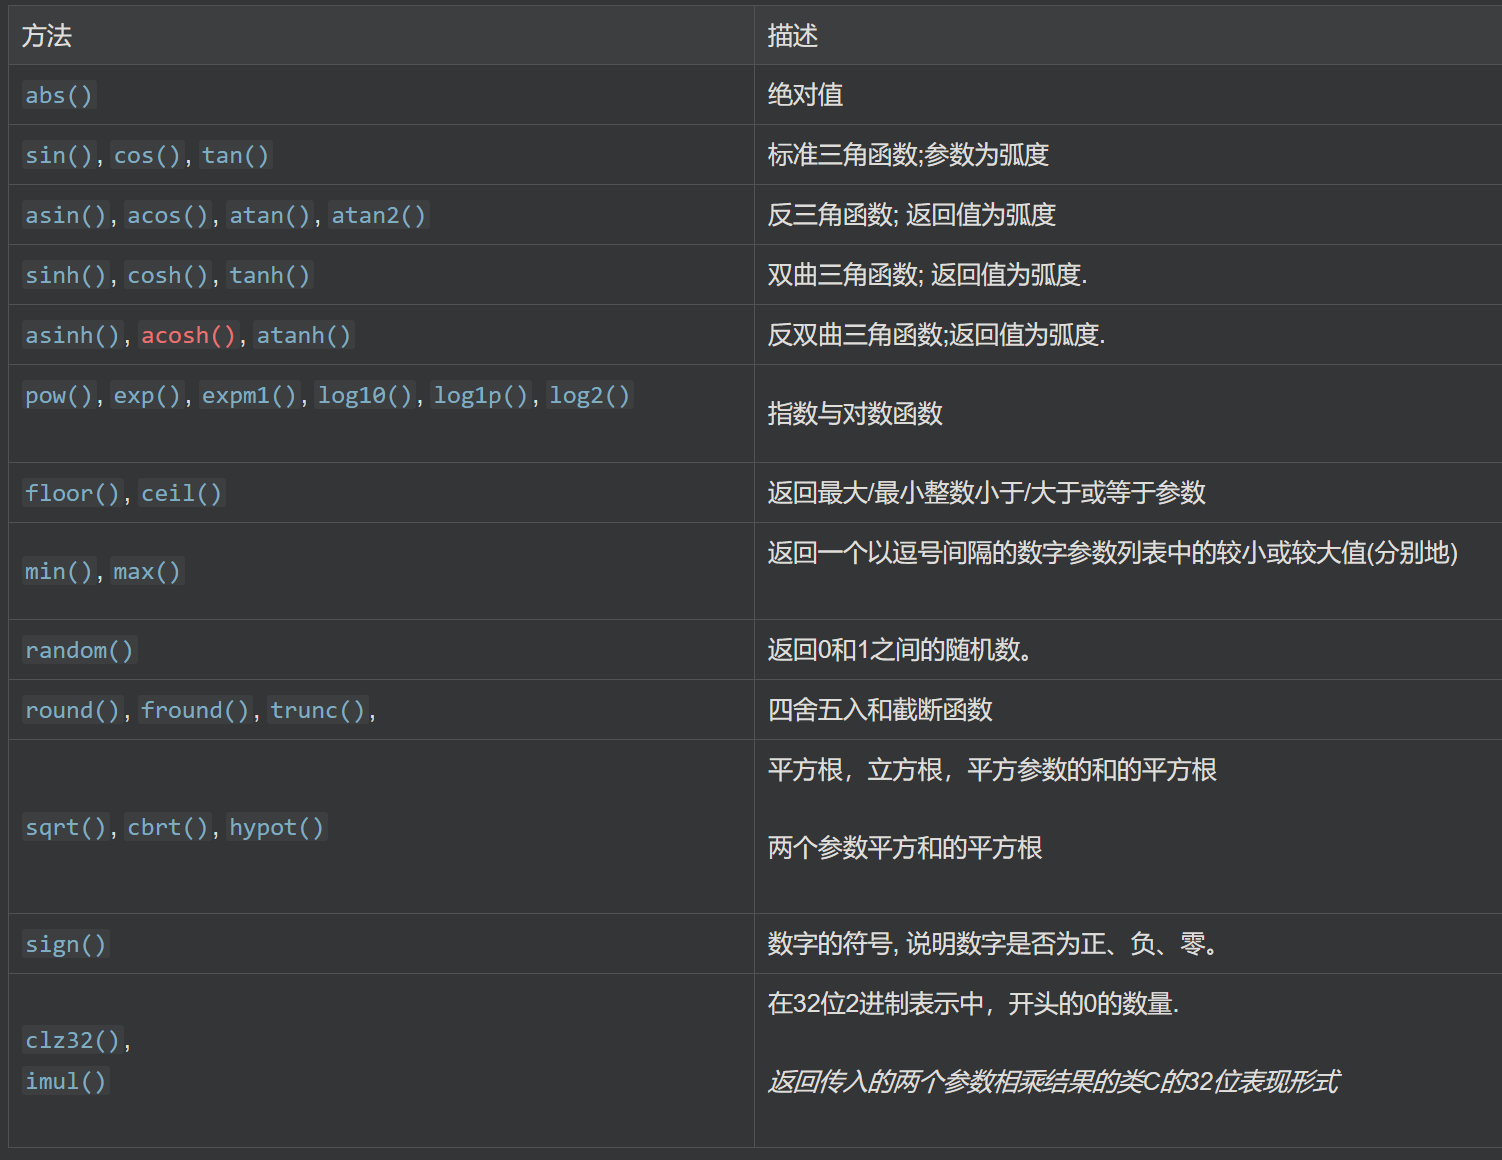 方法 描述
abs() 绝对值
sin(), cos(), tan() 标准三角函数;参数为弧度
asin(), acos(), atan(), atan2() 反三角函数; 返回值为弧度
sinh(), cosh(), tanh() 双曲三角函数; 返回值为弧度.
asinh(), acosh(), atanh() 反双曲三角函数;返回值为弧度.
pow(), exp(), expm1(), log10(), log1p(), log2() 指数与对数函数
floor(), ceil() 返回最大/最小整数小于/大于或等于参数
min(), max() 返回一个以逗号间隔的数字参数列表中的较小或较大值(分别地)
random() 返回0和1之间的随机数。
round(), fround(), trunc(), 四舍五入和截断函数
sqrt(), cbrt(), hypot() 平方根，立方根，平方参数的和的平方根
两个参数平方和的平方根
sign() 数字的符号, 说明数字是否为正、负、零。
clz32(),
imul()
在32位2进制表示中，开头的0的数量.
返回传入的两个参数相乘结果的类C的32位表现形式